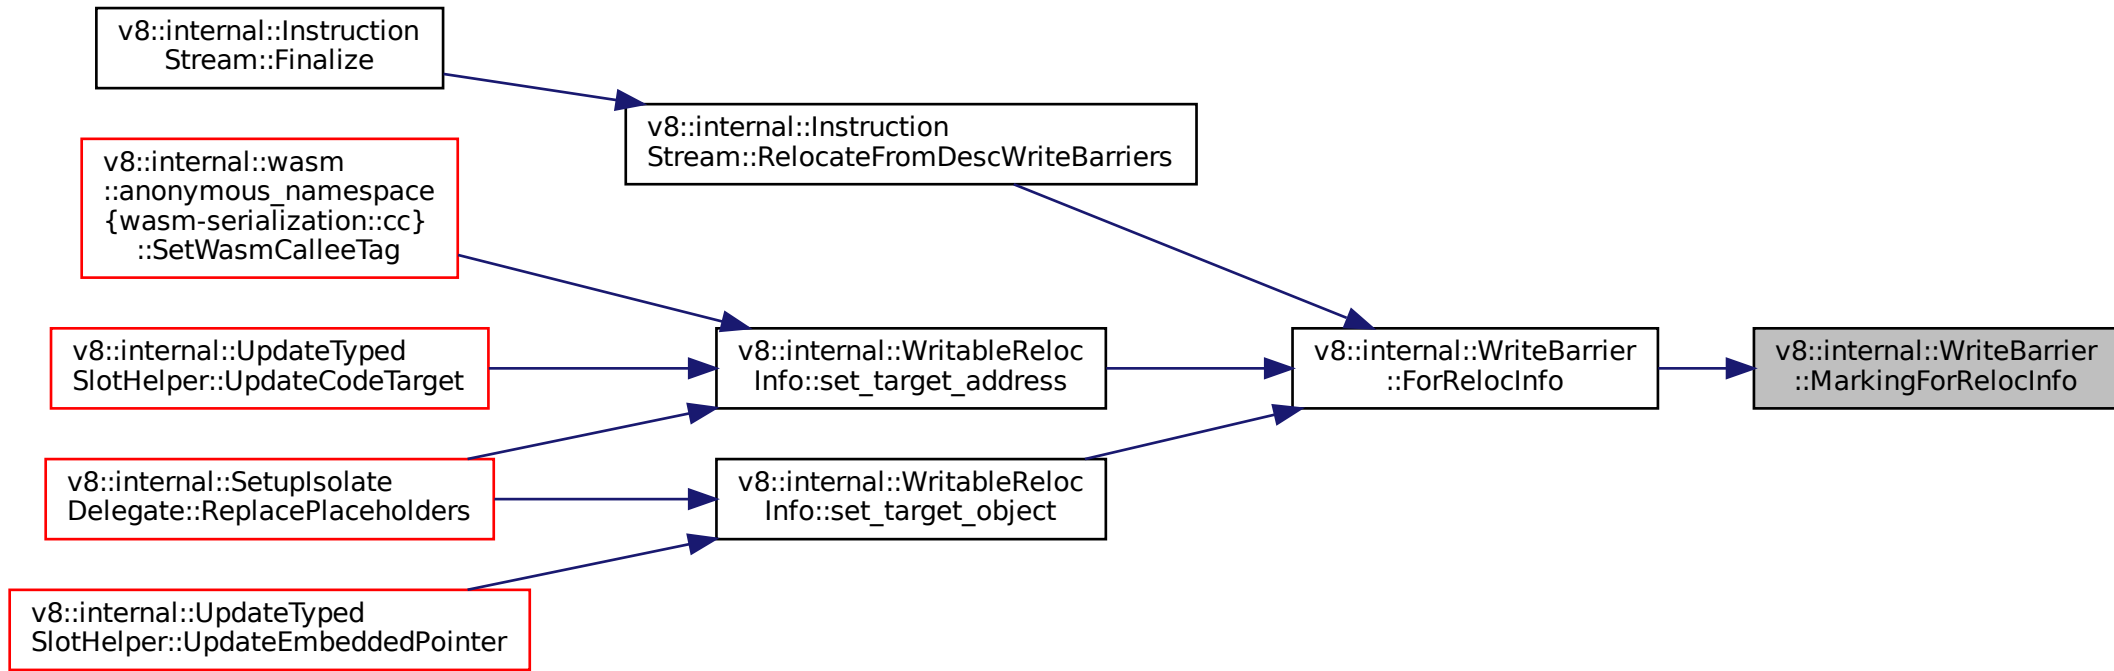 v8::internal::Instruction
Stream::Finalize
v8::internal::Instruction
Stream::RelocateFromDescWriteBarriers
v8::internal::wasm
::anonymous_namespace
{wasm-serialization::cc}
::SetWasmCalleeTag
v8::internal::UpdateTyped
SlotHelper::UpdateCodeTarget
v8::internal::WritableReloc
Info::set_target_address
v8::internal::WriteBarrier
::ForRelocInfo
v8::internal::WriteBarrier
::MarkingForRelocInfo
v8::internal::SetupIsolate
Delegate::ReplacePlaceholders
v8::internal::WritableReloc
Info::set_target_object
v8::internal::UpdateTyped
SlotHelper::UpdateEmbeddedPointer